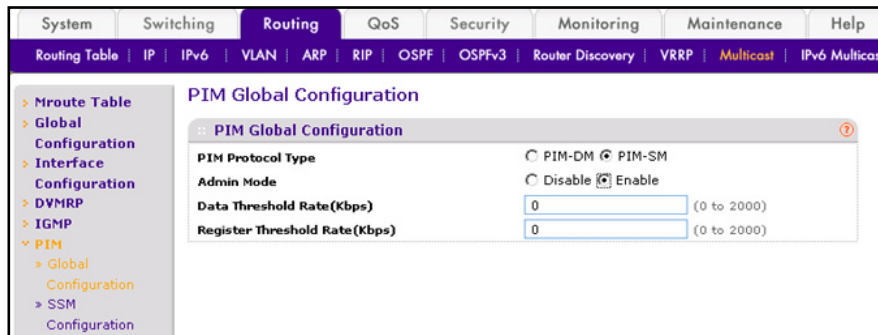 System Switching Routing QoS Security Monitoring Maintenance Help
Routing Table | IP | IPv6 | VLAN | ARP | RIP | OSPF | OSPFv3 | Router Discovery | VRRP | Multicast | IPv6 Multicas
Mroute Table
Global
Configuration
Interface
Configuration
DVMRP
IGMP
PIM
Global
Configuration
SSM
Configuration
PIM Global Configuration
PIM Global Configuration ?
PIM Protocol Type PIM-DM PIM-SM
Admin Mode Disable Enable
Data Threshold Rate(Kbps) 0 (0 to 2000)
Register Threshold Rate(Kbps) 0 (0 to 2000)